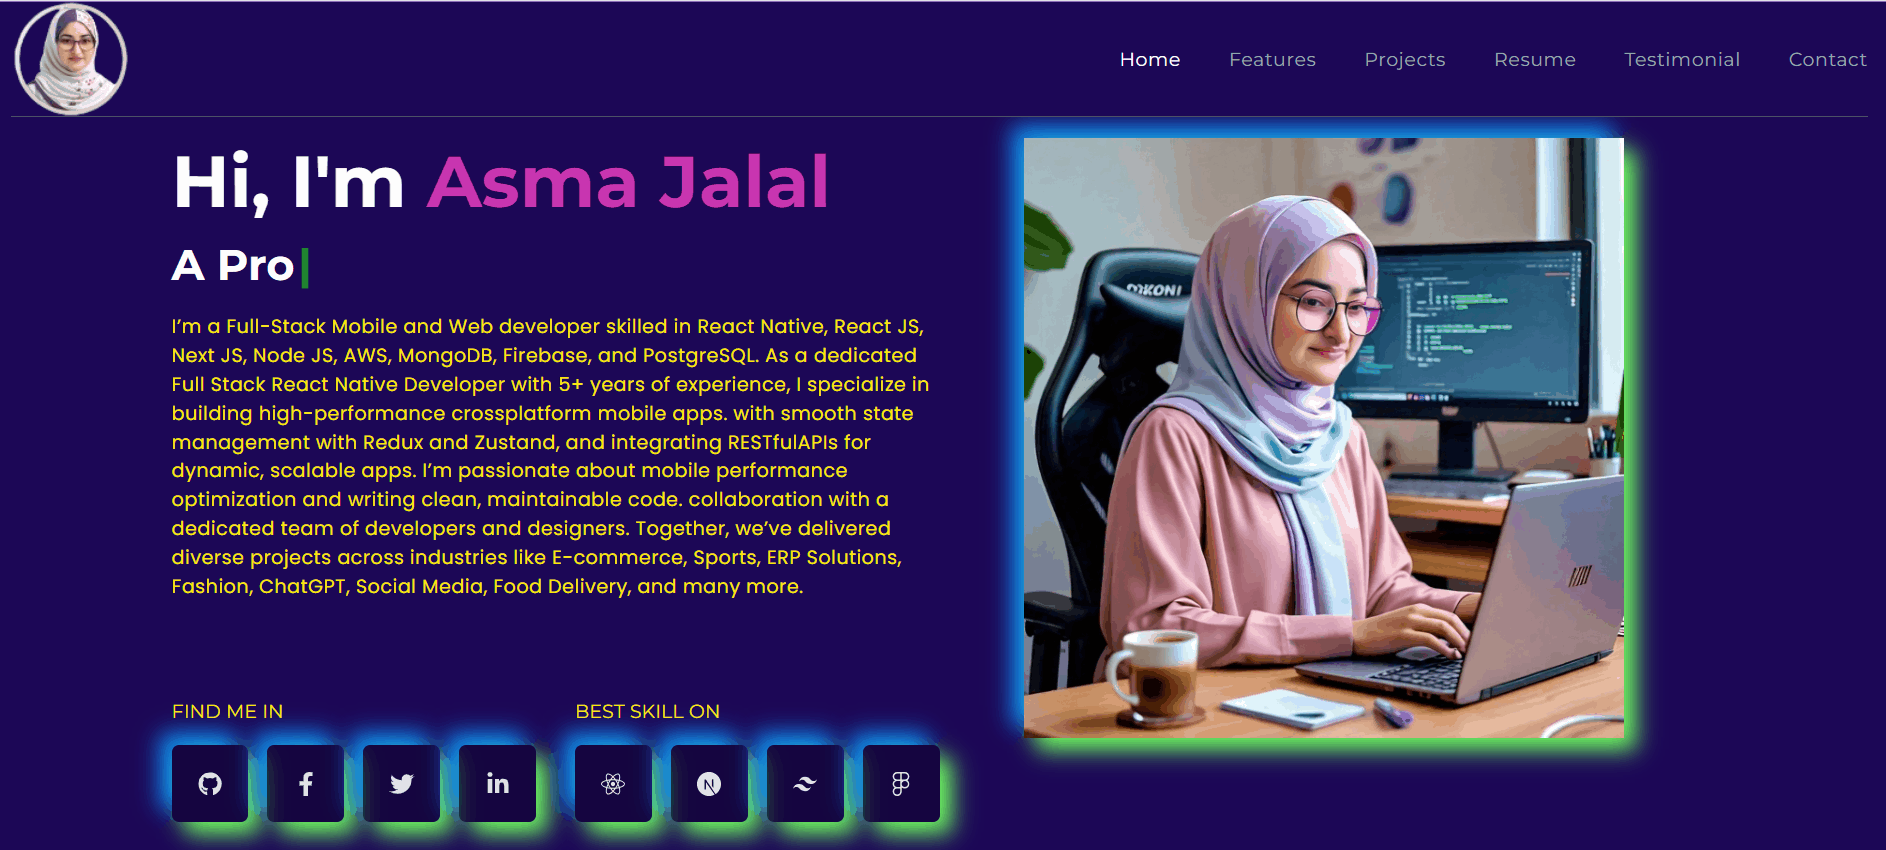 Home Features Projects Resume Testimonial Contact
Hi, I'm Asma Jalal
A Pro
I’m a Full-Stack Mobile and Web developer skilled in React Native, React JS,
Next JS, Node JS, AWS, MongoDB, Firebase, and PostgreSQL. As a dedicated
Full Stack React Native Developer with 5+ years of experience, I specialize in
building high-performance crossplatform mobile apps. with smooth state
management with Redux and Zustand, and integrating RESTfulAPIs for
dynamic, scalable apps. I’m passionate about mobile performance
optimization and writing clean, maintainable code. collaboration with a
dedicated team of developers and designers. Together, we’ve delivered
diverse projects across industries like E-commerce, Sports, ERP Solutions,
Fashion, ChatGPT, Social Media, Food Delivery, and many more.
FIND ME IN
BEST SKILL ON